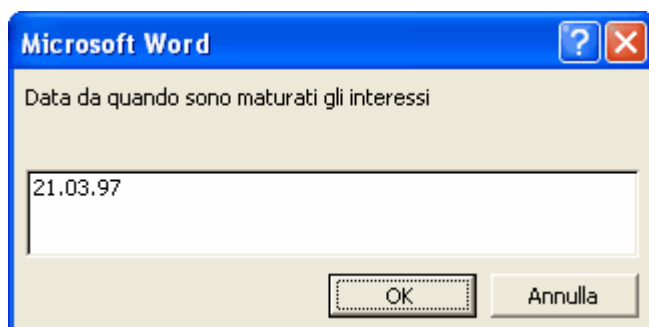 Microsoft Word
Data da quando sono maturati gli interessi
21.03.97
OK Annulla